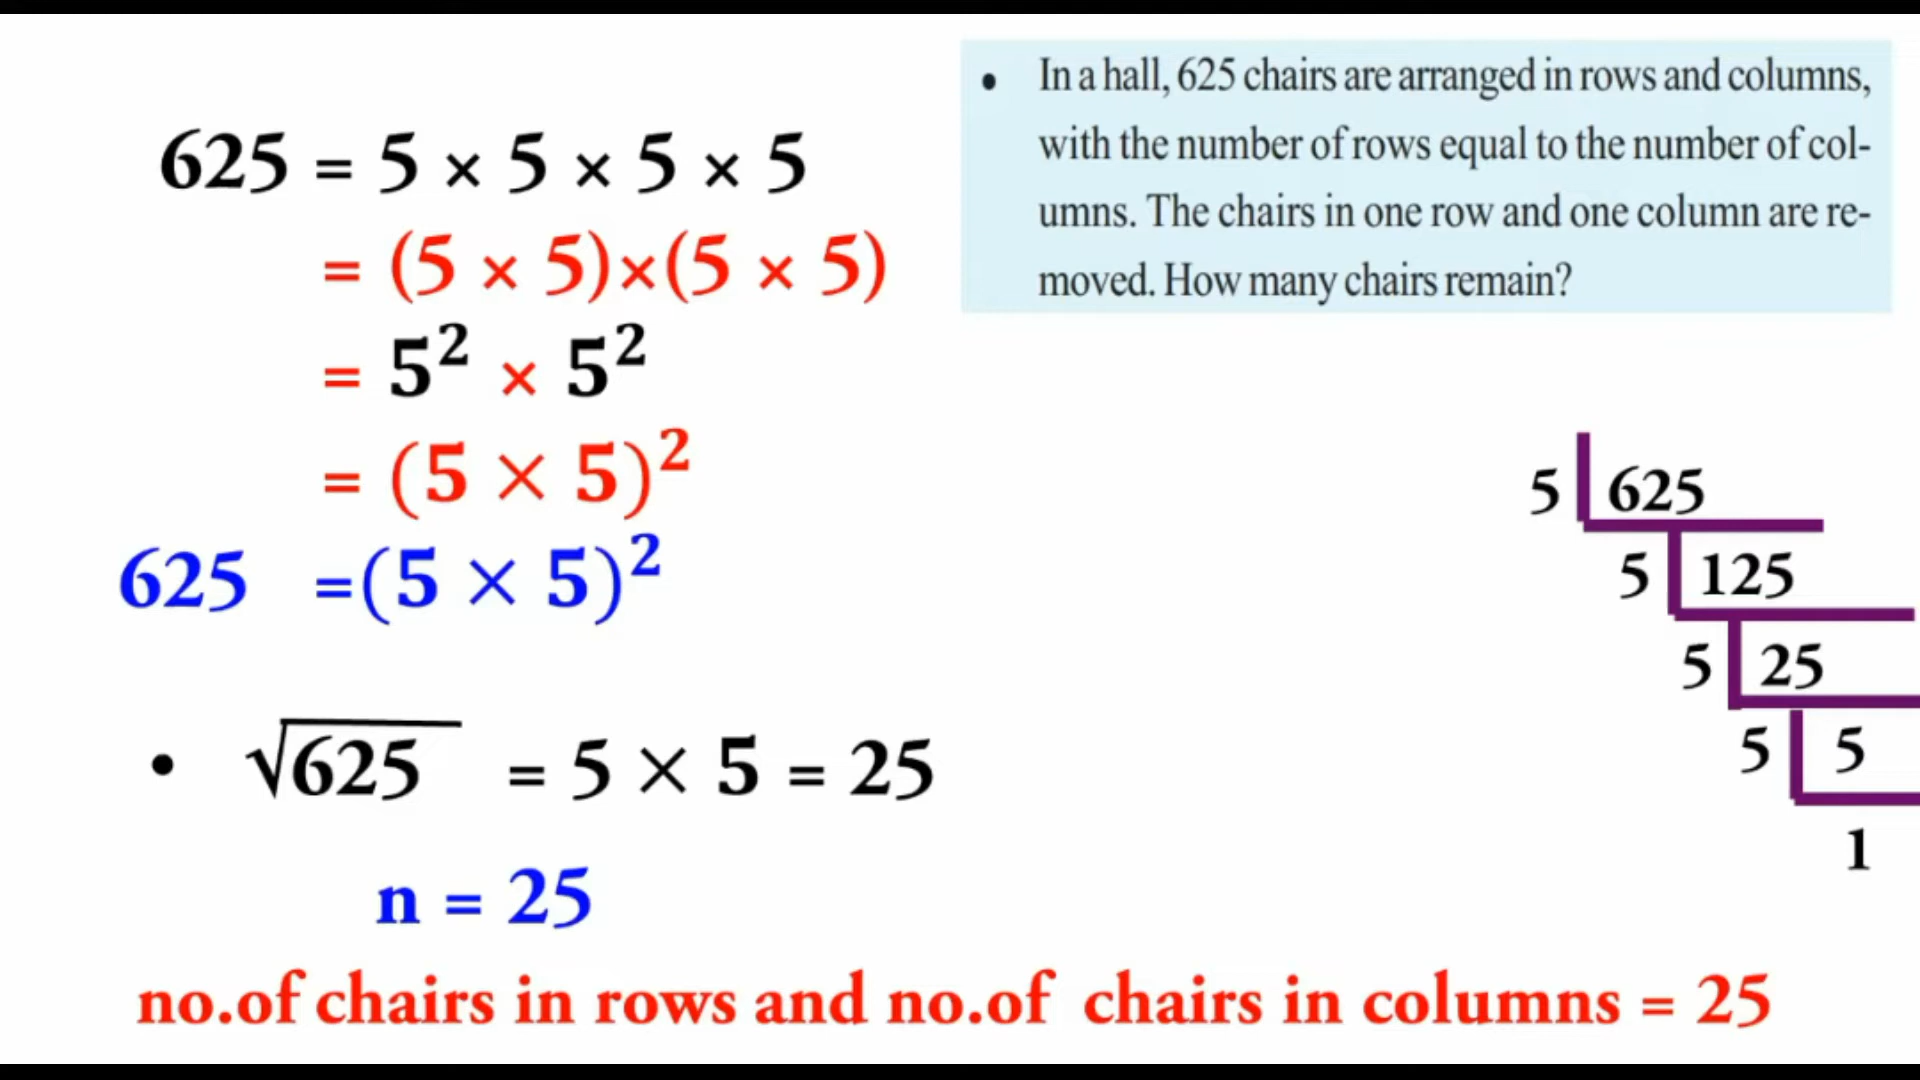 • In a hall, 625 chairs are arranged in rows and columns,
with the number of rows equal to the number of col-
umns. The chairs in one row and one column are re-
moved. How many chairs remain?
625 = 5 × 5 × 5 × 5
= (5 × 5)×(5 × 5)
= 5² × 5²
= (5 × 5)²
625 =(5 × 5)²
• √625 = 5 × 5 = 25
n = 25
5 625
5 125
5 25
5 5
1
no.of chairs in rows and no.of chairs in columns = 25